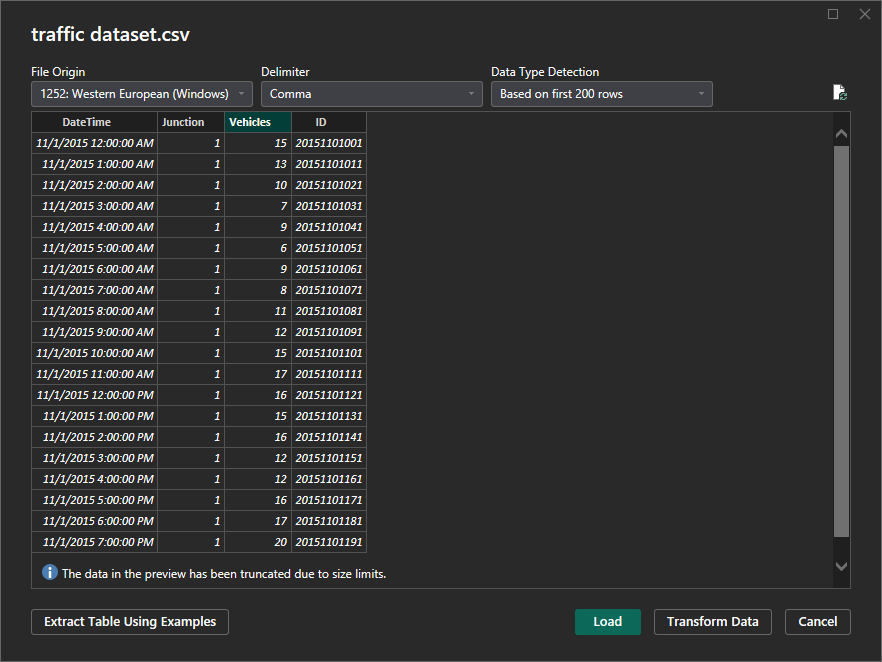 traffic dataset.csv
File Origin Delimiter Data Type Detection
1252: Western European (Windows) Comma Based on first 200 rows
DateTime Junction Vehicles ID
11/1/2015 12:00:00 AM 1 15 20151101001
11/1/2015 1:00:00 AM 1 13 20151101011
11/1/2015 2:00:00 AM 1 10 20151101021
11/1/2015 3:00:00 AM 1 7 20151101031
11/1/2015 4:00:00 AM 1 9 20151101041
11/1/2015 5:00:00 AM 1 6 20151101051
11/1/2015 6:00:00 AM 1 9 20151101061
11/1/2015 7:00:00 AM 1 8 20151101071
11/1/2015 8:00:00 AM 1 11 20151101081
11/1/2015 9:00:00 AM 1 12 20151101091
11/1/2015 10:00:00 AM 1 15 20151101101
11/1/2015 11:00:00 AM 1 17 20151101111
11/1/2015 12:00:00 PM 1 16 20151101121
11/1/2015 1:00:00 PM 1 15 20151101131
11/1/2015 2:00:00 PM 1 16 20151101141
11/1/2015 3:00:00 PM 1 12 20151101151
11/1/2015 4:00:00 PM 1 12 20151101161
11/1/2015 5:00:00 PM 1 16 20151101171
11/1/2015 6:00:00 PM 1 17 20151101181
11/1/2015 7:00:00 PM 1 20 20151101191
The data in the preview has been truncated due to size limits.
Extract Table Using Examples Load Transform Data Cancel